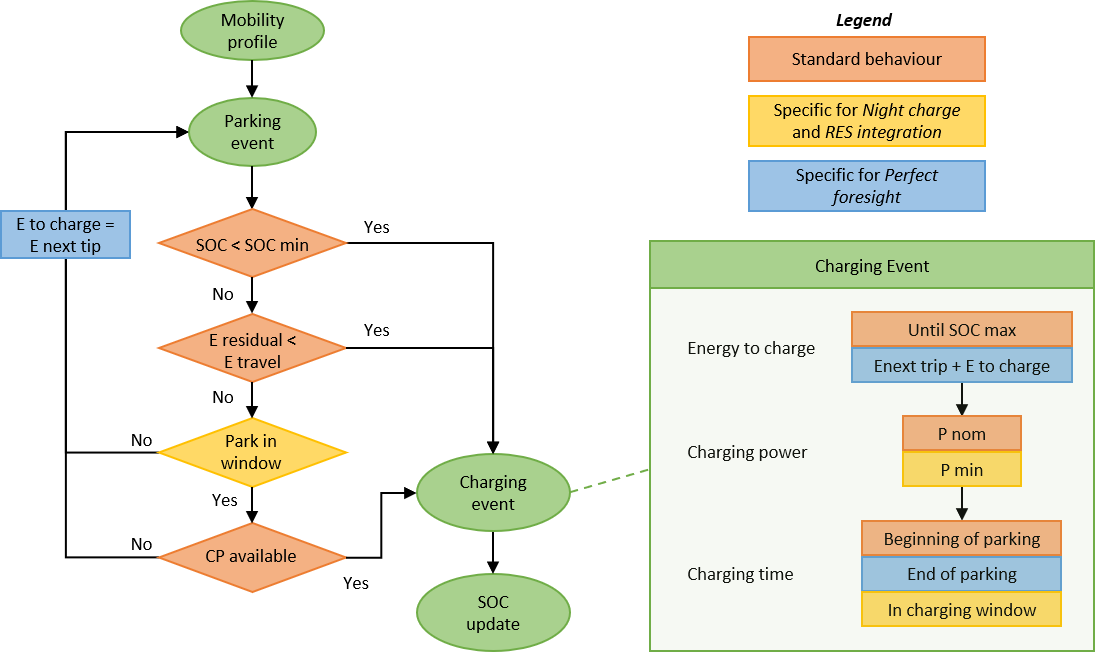 Mobility
profile
Parking
event
E to charge =
E next tip
SOC < SOC min
Yes
No
E residual <
E travel
Yes
No
Park in
window
No
Yes
CP available
No
Yes
Charging
event
SOC
update
Legend
Standard behaviour
Specific for Night charge
and RES integration
Specific for Perfect
foresight
Charging Event
Energy to charge
Until SOC max
Enext trip + E to charge
Charging power
P nom
P min
Charging time
Beginning of parking
End of parking
In charging window